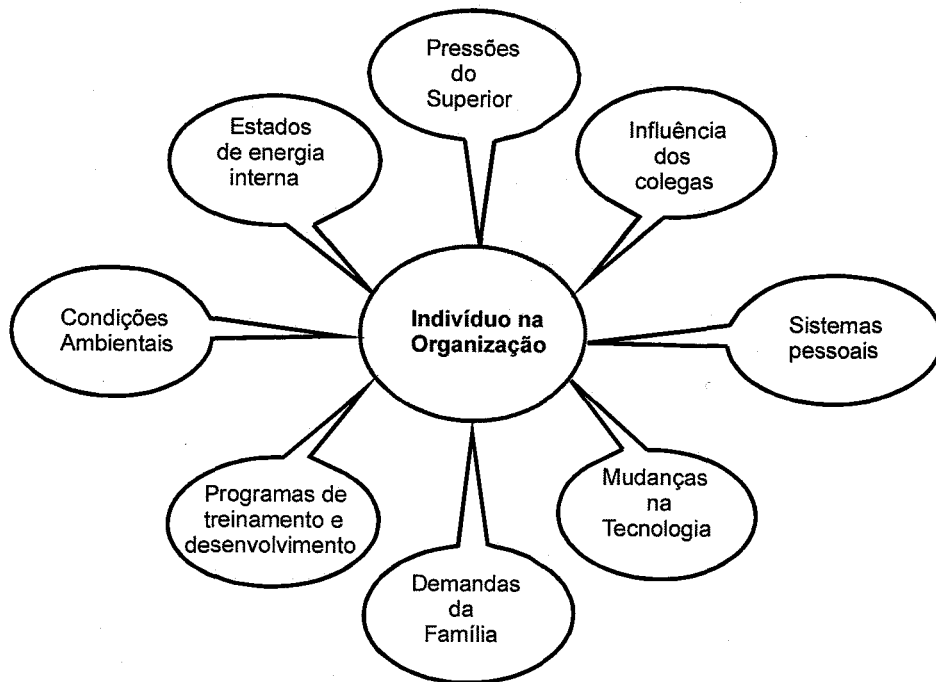 Pressões
do
Superior
Estados
de energia
interna
Influência
dos
colegas
Condições
Ambientais
Indivíduo na
Organização
Sistemas
pessoais
Programas de
treinamento e
desenvolvimento
Mudanças
na
Tecnologia
Demandas
da
Família